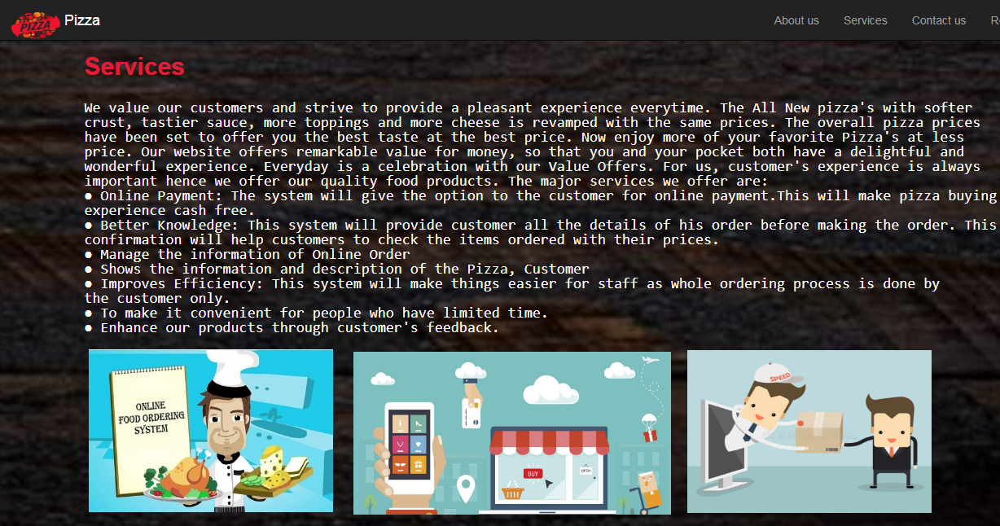 PIZZA Pizza About us Services Contact us
Services
We value our customers and strive to provide a pleasant experience everytime. The All New pizza's with softer
crust, tastier sauce, more toppings and more cheese is revamped with the same prices. The overall pizza prices
have been set to offer you the best taste at the best price. Now enjoy more of your favorite Pizza's at less
price. Our website offers remarkable value for money, so that you and your pocket both have a delightful and
wonderful experience. Everyday is a celebration with our Value Offers. For us, customer's experience is always
important hence we offer our quality food products. The major services we offer are:
● Online Payment: The system will give the option to the customer for online payment.This will make pizza buying
experience cash free.
● Better Knowledge: This system will provide customer all the details of his order before making the order. This
confirmation will help customers to check the items ordered with their prices.
● Manage the information of Online Order
● Shows the information and description of the Pizza, Customer
● Improves Efficiency: This system will make things easier for staff as whole ordering process is done by
the customer only.
● To make it convenient for people who have limited time.
● Enhance our products through customer's feedback.
ONLINE
FOOD ORDERING
SYSTEM
BUY
OPEN
SPEED